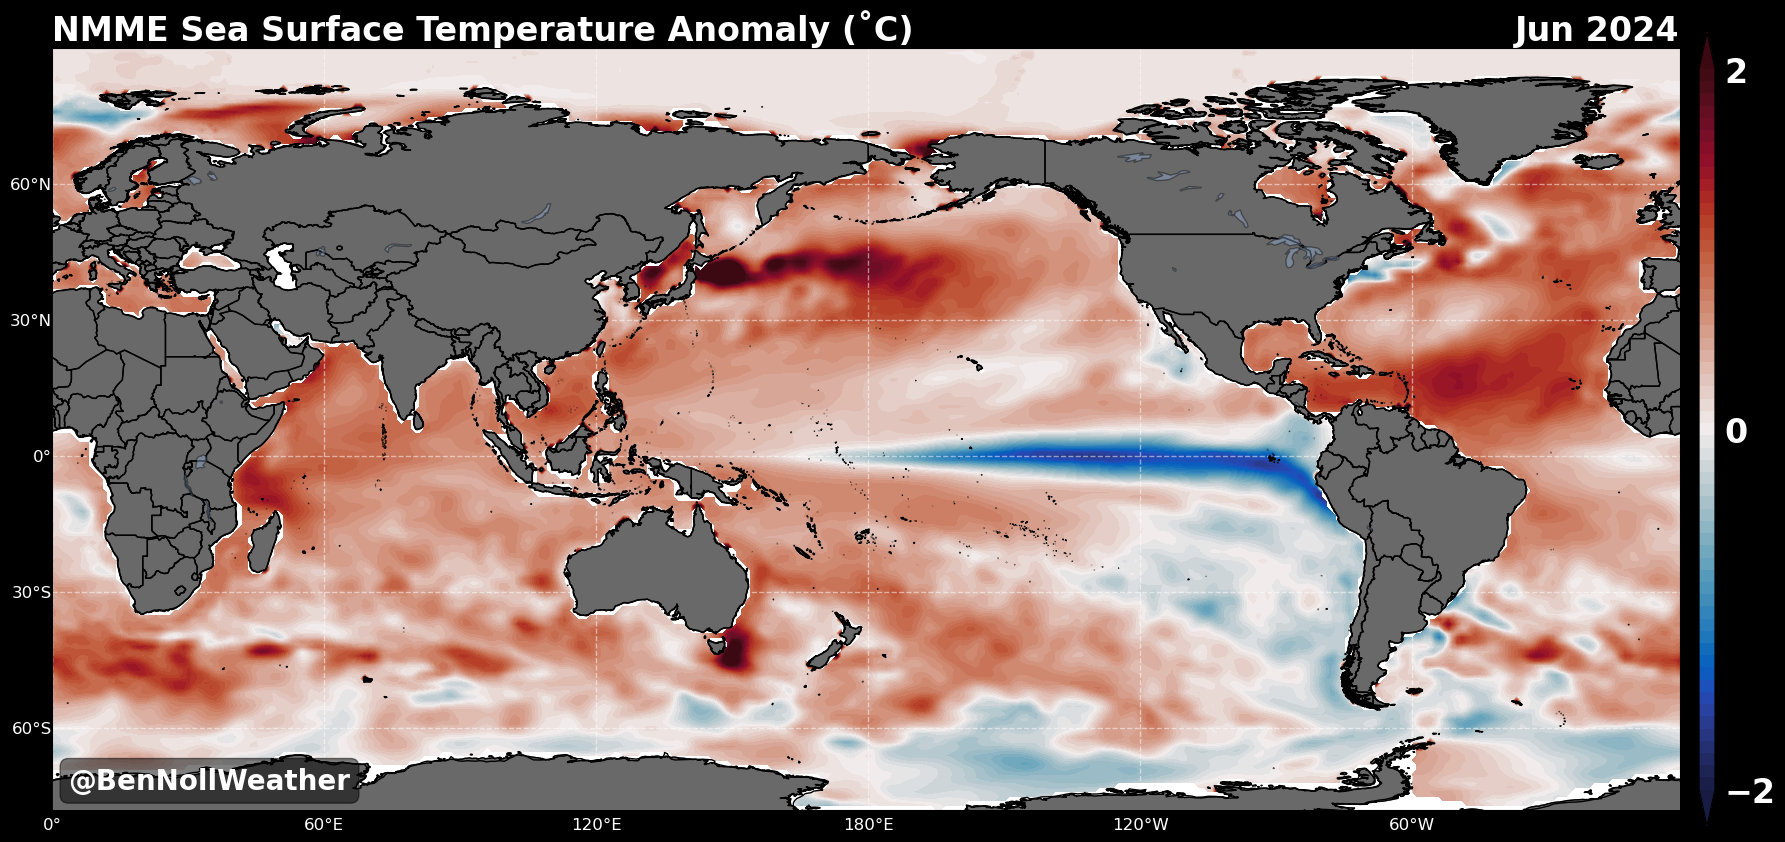 NMME Sea Surface Temperature Anomaly (˚C)
Jun 2024
2
0
−2
60°N
30°N
0°
30°S
60°S
@BenNollWeather
0°
60°E
120°E
180°E
120°W
60°W